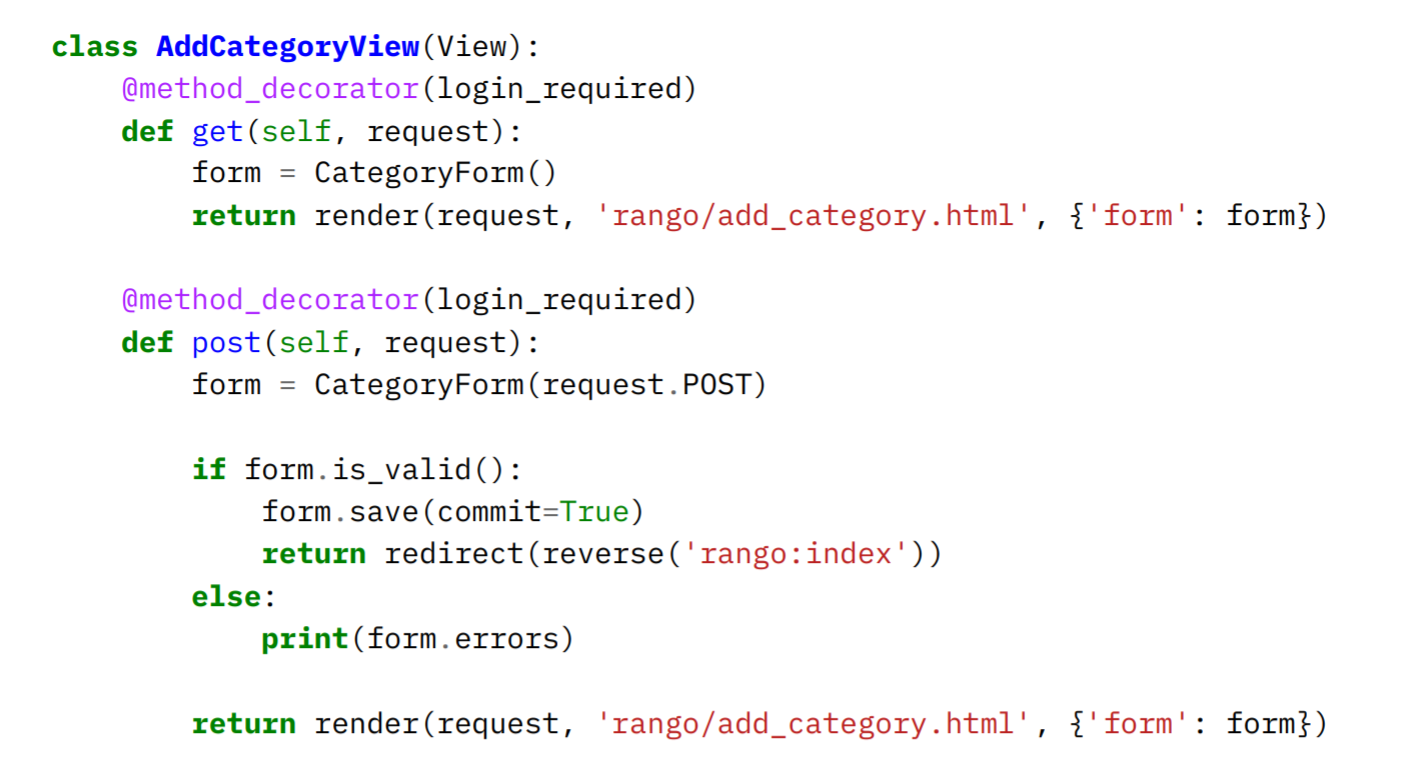 class AddCategoryView(View):
    @method_decorator(login_required)
    def get(self, request):
        form = CategoryForm()
        return render(request, 'rango/add_category.html', {'form': form})

    @method_decorator(login_required)
    def post(self, request):
        form = CategoryForm(request.POST)

        if form.is_valid():
            form.save(commit=True)
            return redirect(reverse('rango:index'))
        else:
            print(form.errors)

        return render(request, 'rango/add_category.html', {'form': form})